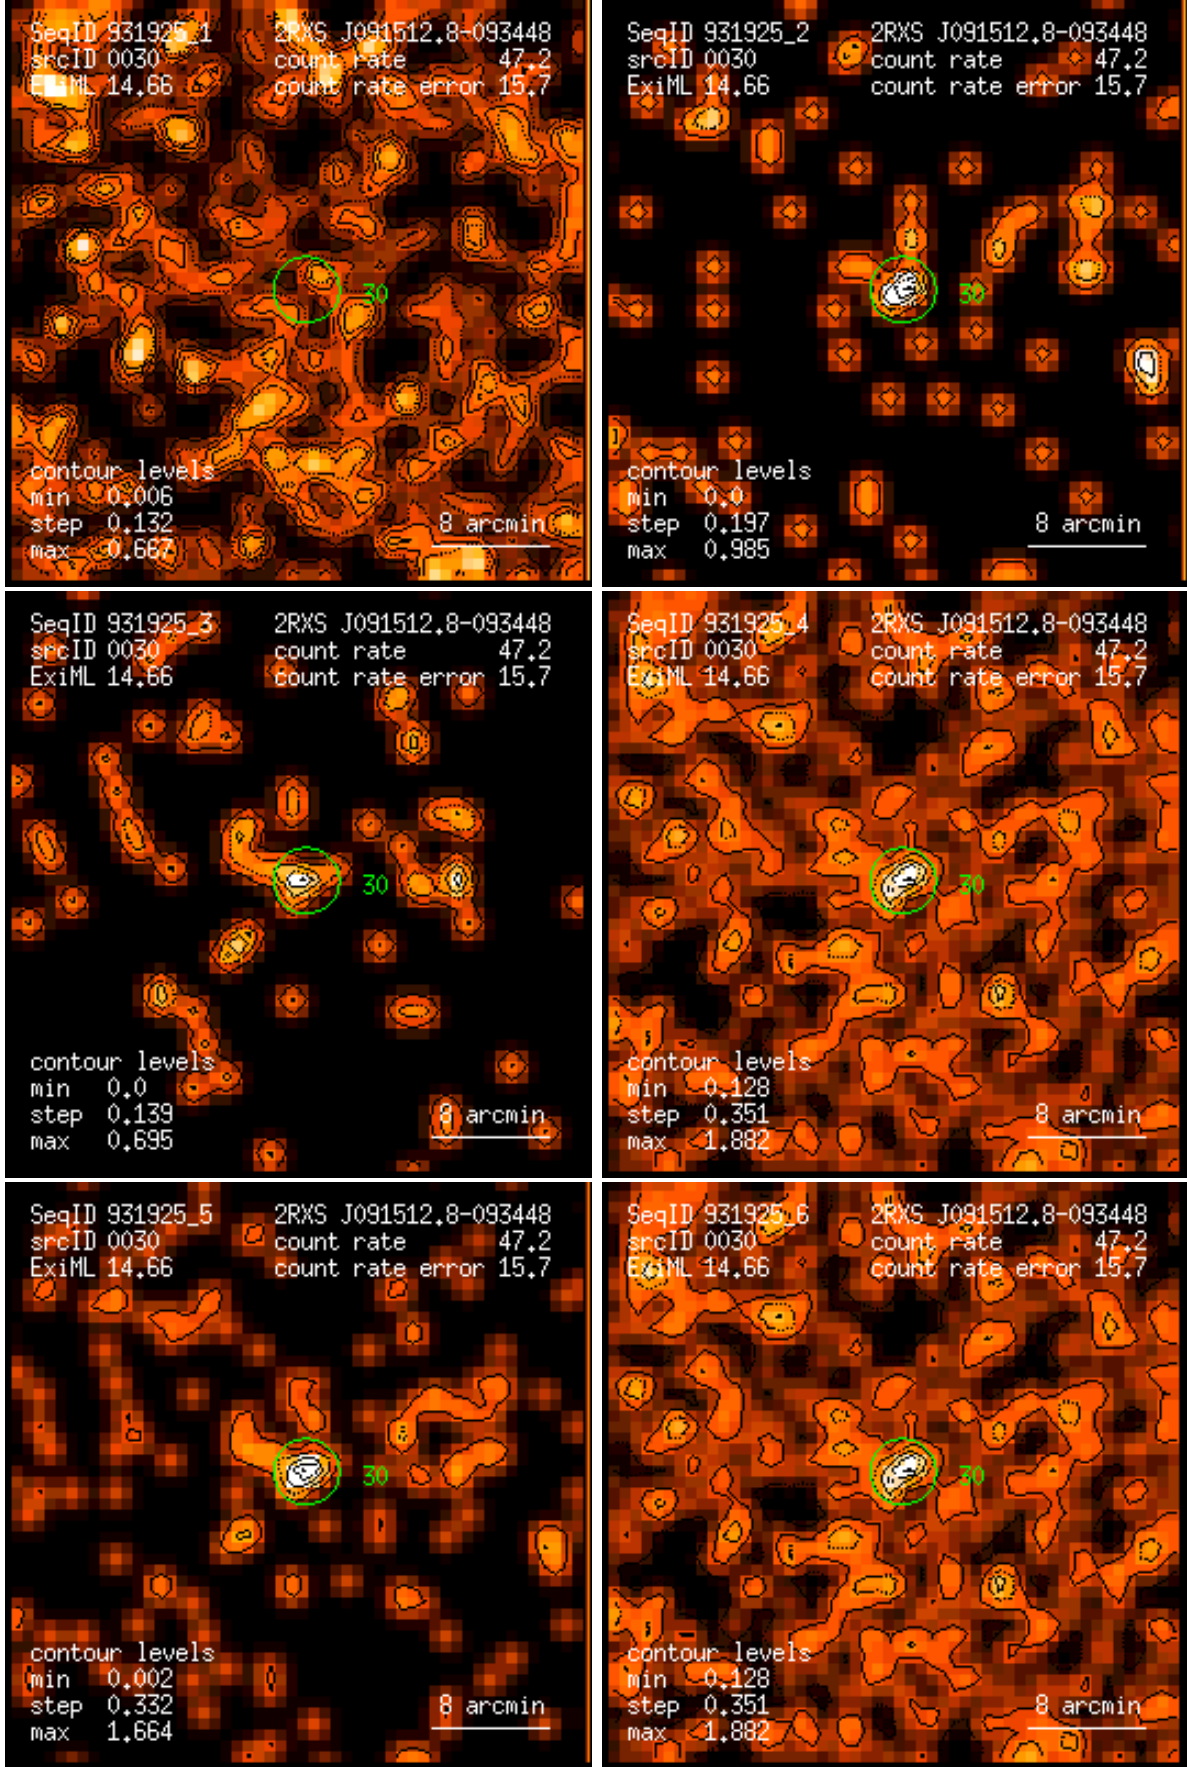 SeqID 931925_1 2RXS J091512.8-093448
srcID 0030 count rate 47.2
ExiML 14.66 count rate error 15.7
30
contour levels
min 0.006
step 0.132 8 arcmin
max 0.667
SeqID 931925_2 2RXS J091512.8-093448
srcID 0030 count rate 47.2
ExiML 14.66 count rate error 15.7
30
contour levels
min 0.0
step 0.197 8 arcmin
max 0.985
SeqID 931925_3 2RXS J091512.8-093448
srcID 0030 count rate 47.2
ExiML 14.66 count rate error 15.7
30
contour levels
min 0.0
step 0.139 8 arcmin
max 0.695
SeqID 931925_4 2RXS J091512.8-093448
srcID 0030 count rate 47.2
ExiML 14.66 count rate error 15.7
30
contour levels
min 0.128
step 0.351 8 arcmin
max 1.882
SeqID 931925_5 2RXS J091512.8-093448
srcID 0030 count rate 47.2
ExiML 14.66 count rate error 15.7
30
contour levels
min 0.002
step 0.332 8 arcmin
max 1.664
SeqID 931925_6 2RXS J091512.8-093448
srcID 0030 count rate 47.2
ExiML 14.66 count rate error 15.7
30
contour levels
min 0.128
step 0.351 8 arcmin
max 1.882